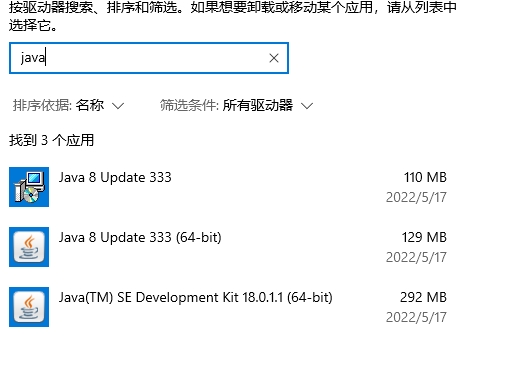 按驱动器搜索、排序和筛选。如果想要卸载或移动某个应用，请从列表中
选择它。
java
排序依据: 名称 筛选条件: 所有驱动器
找到 3 个应用
Java 8 Update 333 110 MB
2022/5/17
Java 8 Update 333 (64-bit) 129 MB
2022/5/17
Java(TM) SE Development Kit 18.0.1.1 (64-bit) 292 MB
2022/5/17